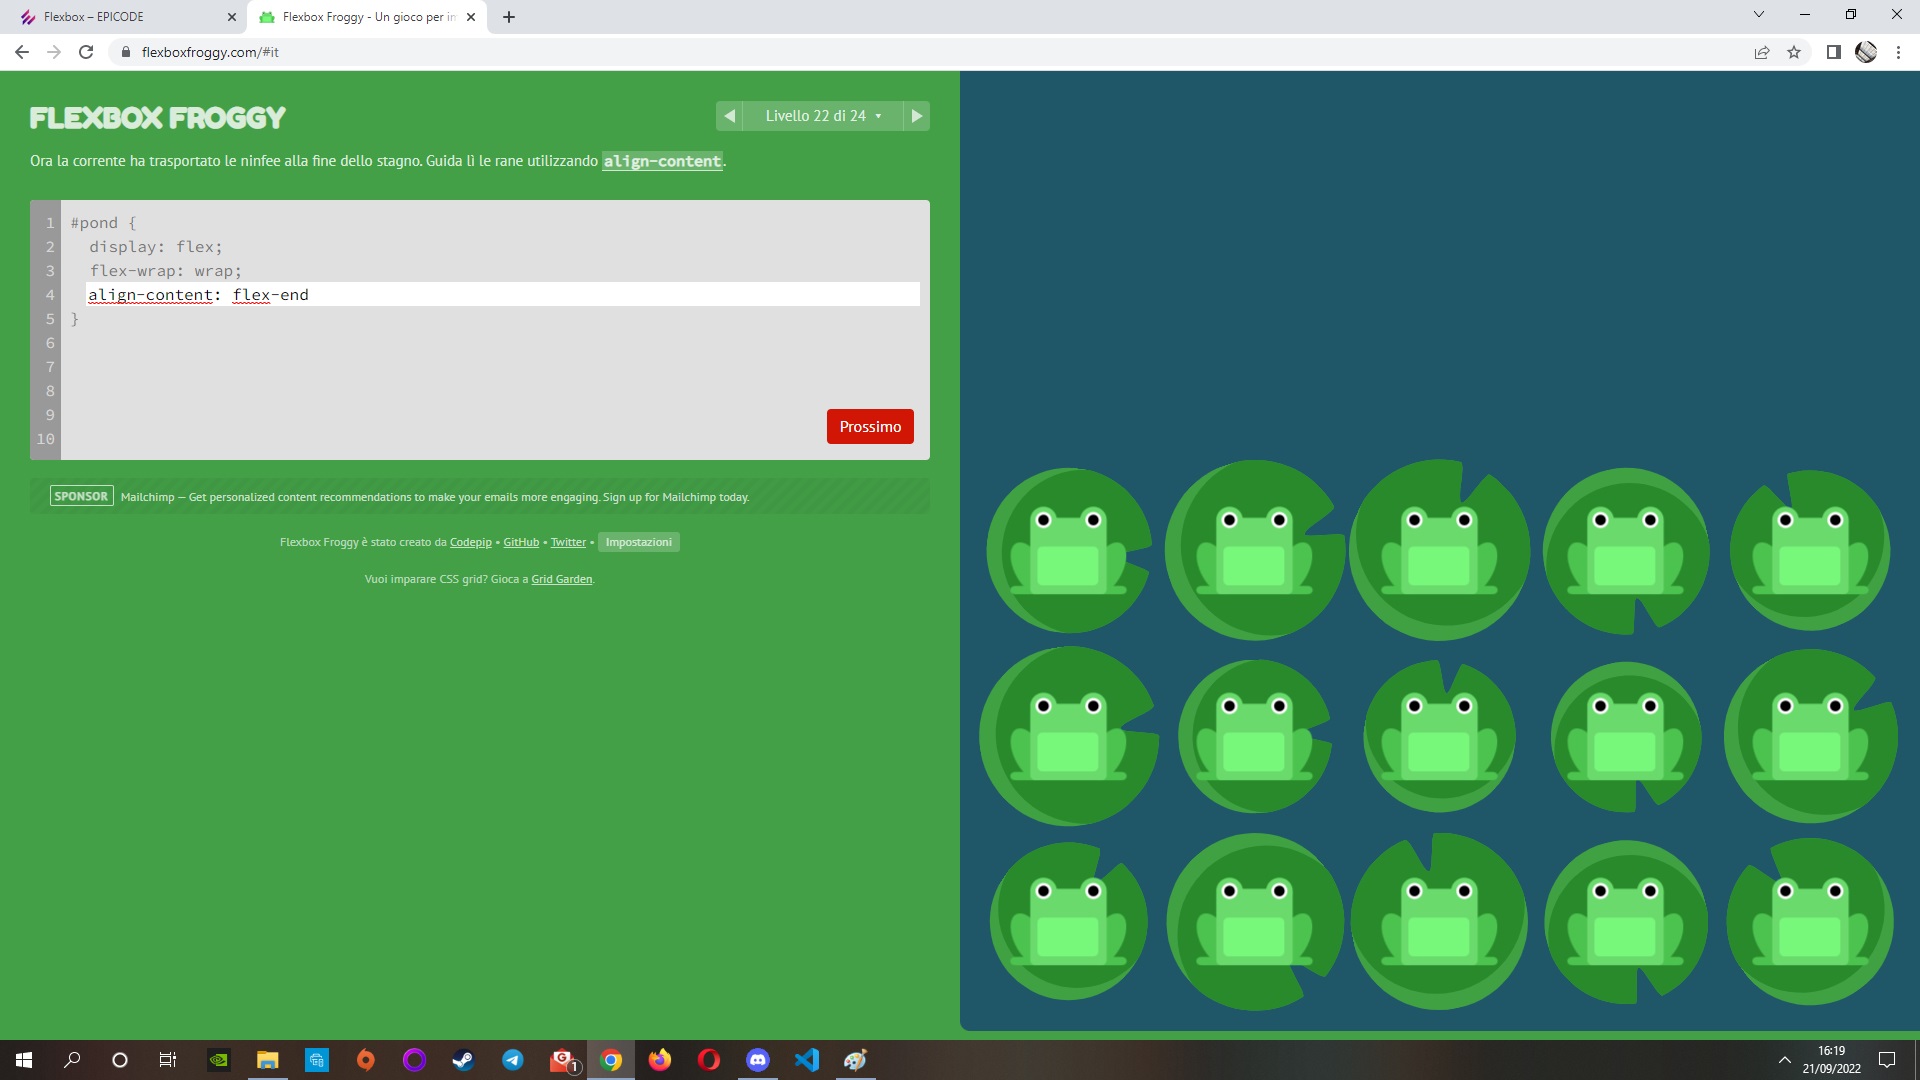 Flexbox – EPICODE
Flexbox Froggy - Un gioco per im
flexboxfroggy.com/#it
FLEXBOX FROGGY
Livello 22 di 24
Ora la corrente ha trasportato le ninfee alla fine dello stagno. Guida lì le rane utilizzando align-content.
1 #pond {
2 display: flex;
3 flex-wrap: wrap;
4 align-content: flex-end
5 }
6
7
8
9
10
Prossimo
SPONSOR Mailchimp — Get personalized content recommendations to make your emails more engaging. Sign up for Mailchimp today.
Flexbox Froggy è stato creato da Codepip • GitHub • Twitter • Impostazioni
Vuoi imparare CSS grid? Gioca a Grid Garden.
G
1
16:19
21/09/2022